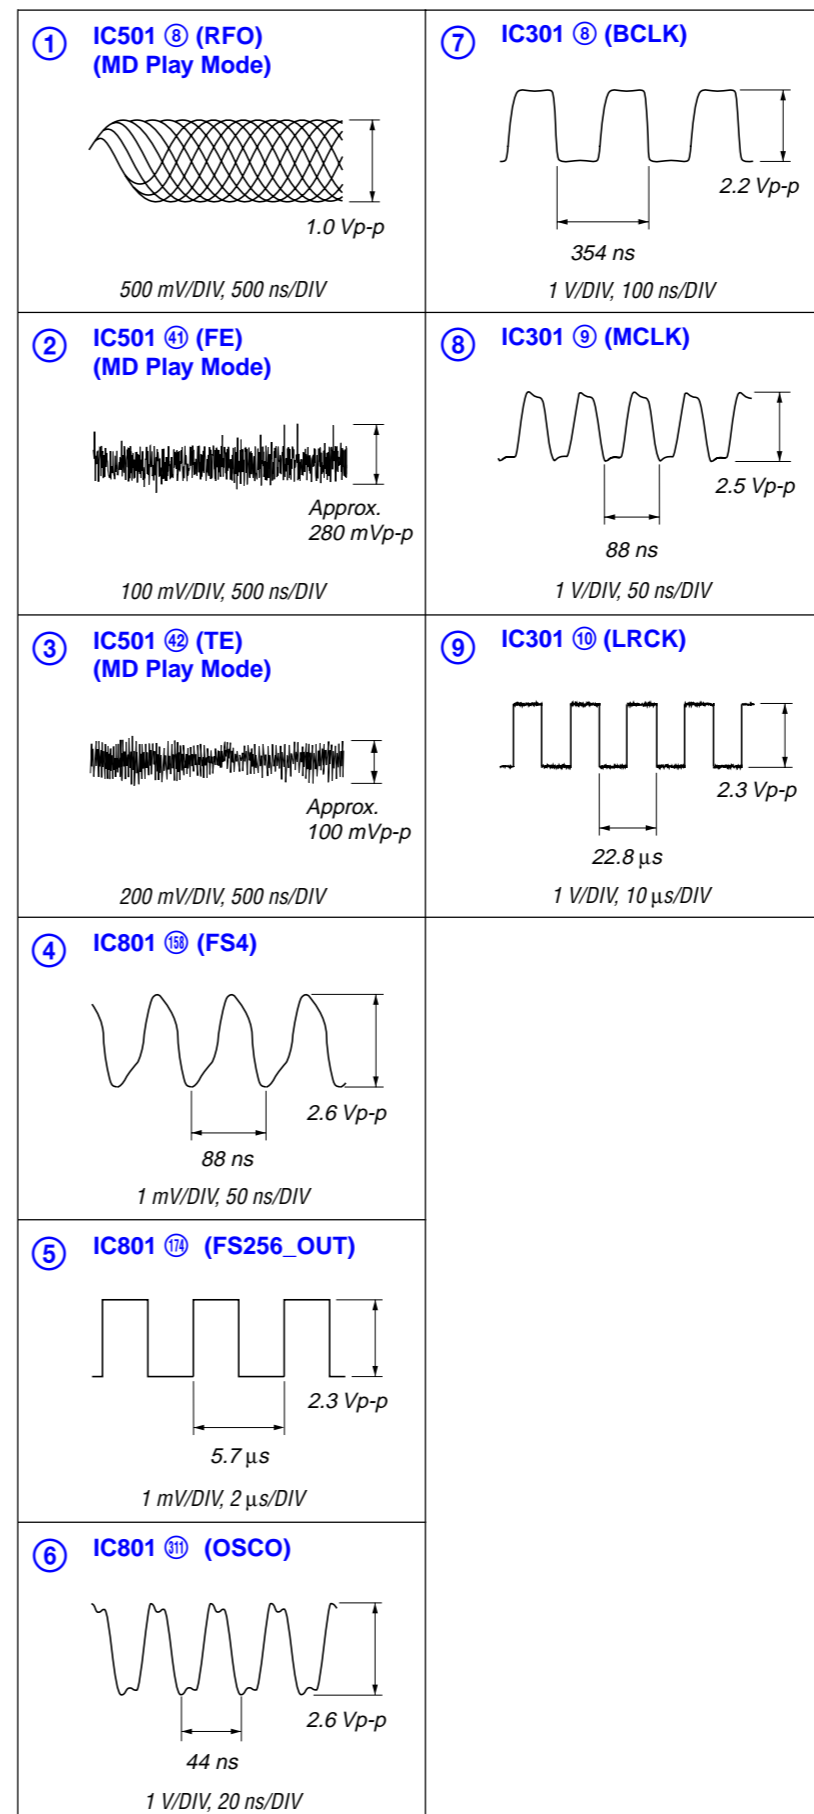 ① IC501 ⑧ (RFO)
(MD Play Mode)
1.0 Vp-p
500 mV/DIV, 500 ns/DIV
② IC501 ㊶ (FE)
(MD Play Mode)
Approx.
280 mVp-p
100 mV/DIV, 500 ns/DIV
③ IC501 ㊷ (TE)
(MD Play Mode)
Approx.
100 mVp-p
200 mV/DIV, 500 ns/DIV
④ IC801 (158) (FS4)
2.6 Vp-p
88 ns
1 mV/DIV, 50 ns/DIV
⑤ IC801 (174) (FS256_OUT)
2.3 Vp-p
5.7 µs
1 mV/DIV, 2 µs/DIV
⑥ IC801 (311) (OSCO)
2.6 Vp-p
44 ns
1 V/DIV, 20 ns/DIV
⑦ IC301 ⑧ (BCLK)
2.2 Vp-p
354 ns
1 V/DIV, 100 ns/DIV
⑧ IC301 ⑨ (MCLK)
2.5 Vp-p
88 ns
1 V/DIV, 50 ns/DIV
⑨ IC301 ⑩ (LRCK)
2.3 Vp-p
22.8 µs
1 V/DIV, 10 µs/DIV